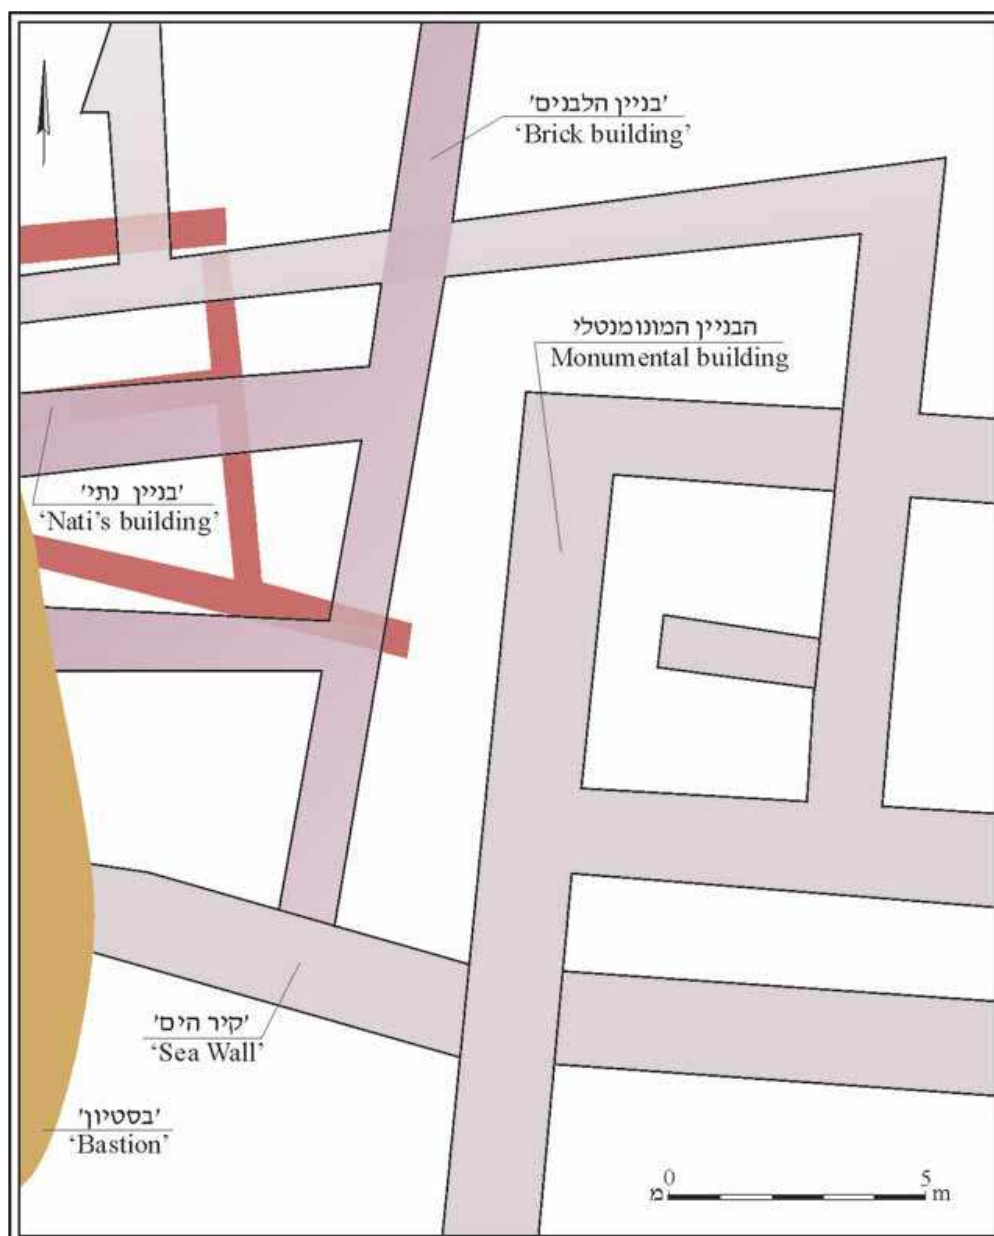 'בניין הלבנים'
‘Brick building’
הבניין המונומנטלי
Monumental building
'בניין נתי'
‘Nati’s building’
'קיר הים'
‘Sea Wall’
'בסטיון'
‘Bastion’
0 5
מ m